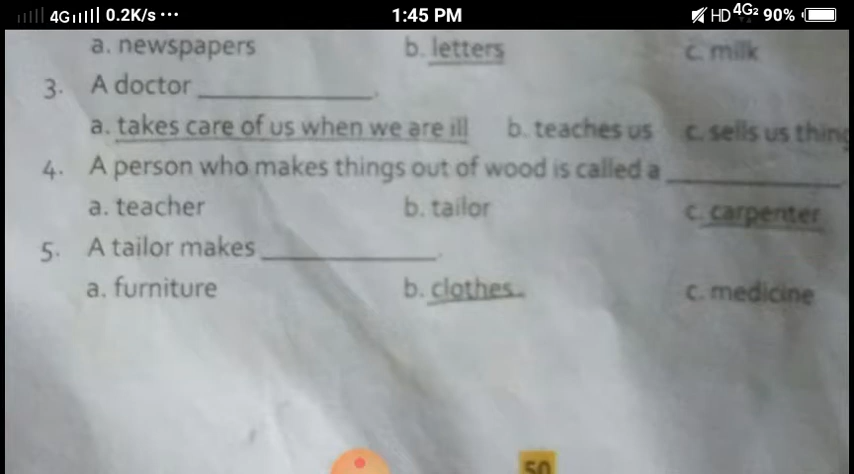 4G 0.2K/s ... 1:45 PM HD 4G2 90%
a. newspapers b. letters c. milk
3. A doctor ____________.
a. takes care of us when we are ill b. teaches us c. sells us thing
4. A person who makes things out of wood is called a ____________.
a. teacher b. tailor c. carpenter
5. A tailor makes ____________.
a. furniture b. clothes c. medicine
50